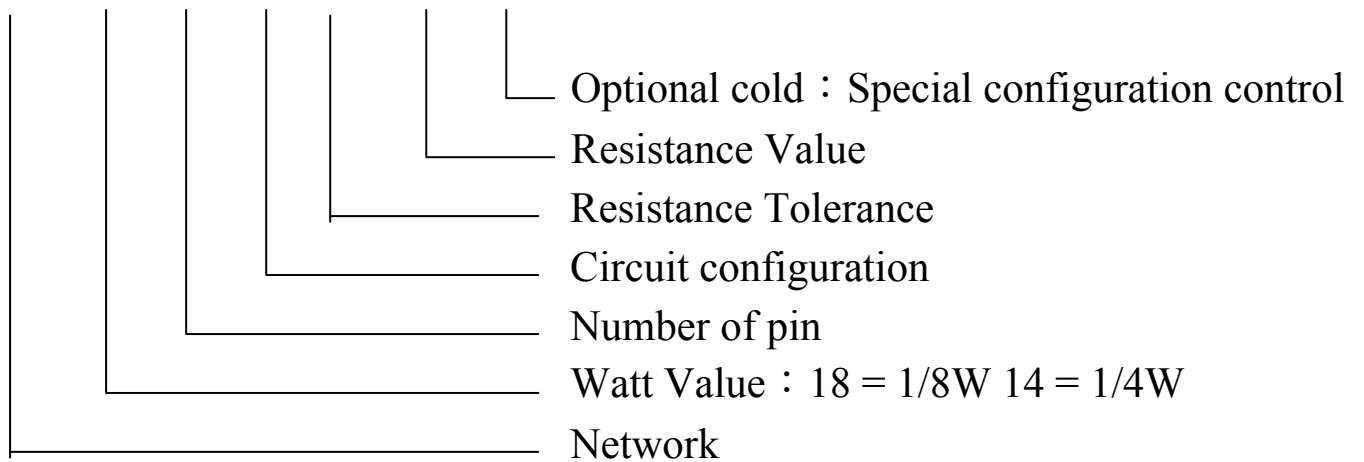 Optional cold：Special configuration control
Resistance Value
Resistance Tolerance
Circuit configuration
Number of pin
Watt Value：18 = 1/8W 14 = 1/4W
Network